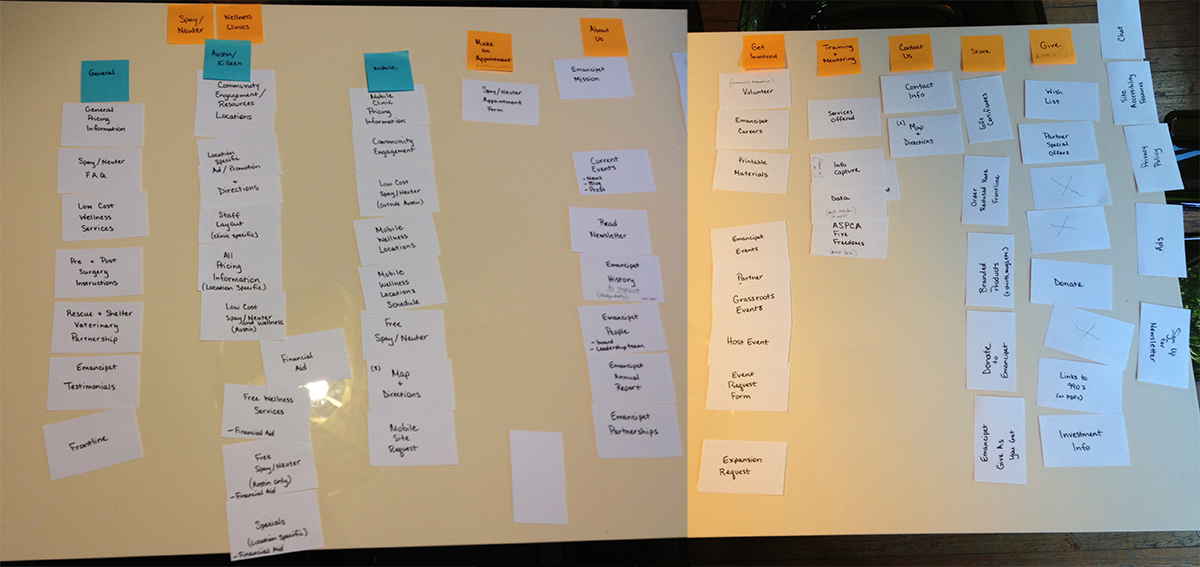 Spay/
Neuter
Wellness
Clinics
General
General
Pricing
Information
Spay/Neuter
F.A.Q.
Low Cost
Wellness
Services
Pre + Post
Surgery
Instructions
Rescue + Shelter
Veterinary
Partnership
Emancipet
Testimonials
Frontline
Austin/
Killeen
Community
Engagement/
Resources
Locations
Location
Specific
Ad/Promotion
+
Directions
Staff
Layout
(clinic specific)
All
Pricing
Information
(Location Specific)
Low Cost
Spay/Neuter
and Wellness
(Austin)
Financial
Aid
Free Wellness
Services
- Financial Aid
Free
Spay/Neuter
(Austin only)
- Financial Aid
Specials
(Location Specific)
- Financial Aid
Mobile
Mobile
Clinic
Pricing
Information
Community
Engagement
Low Cost
Spay/Neuter
(Outside Austin)
Mobile
Wellness
Locations
Mobile
Wellness
Locations
Schedule
Free
Spay/Neuter
Map
+
Directions
Mobile
Site
Request
Make
an
Appointment
Spay/Neuter
Appointment
Form
About
Us
Emancipet
Mission
Current
Events
- News
- Blog
- Press
Read
Newsletter
Emancipet
History
Emancipet
People
- board
- Leadership team
Emancipet
Annual
Report
Emancipet
Partnerships
Get
Involved
Volunteer
Emancipet
Careers
Printable
Materials
Emancipet
Events
Partner
Grassroots
Events
Host Event
Event
Request
Form
Expansion
Request
Training
+
Mentoring
Services
Offered
Info
Capture
Data
ASPCA
Five
Freedoms
Contact
Us
Contact
Info
Map
+
Directions
Store
Gift
Certificates
Order
Reduced Rate
Frontline
Branded
Products
(t-shirts, mugs, etc)
Donate
to
Emancipet
Emancipet
Give As
You Get
Give
Wish
List
Partner
Special
Offers
X
X
Donate
X
Links to
990's
(or PDFs)
Investment
Info
Chat
Site
Accessibility
Features
Privacy
Policy
Ads
Sign Up
for
Newsletter